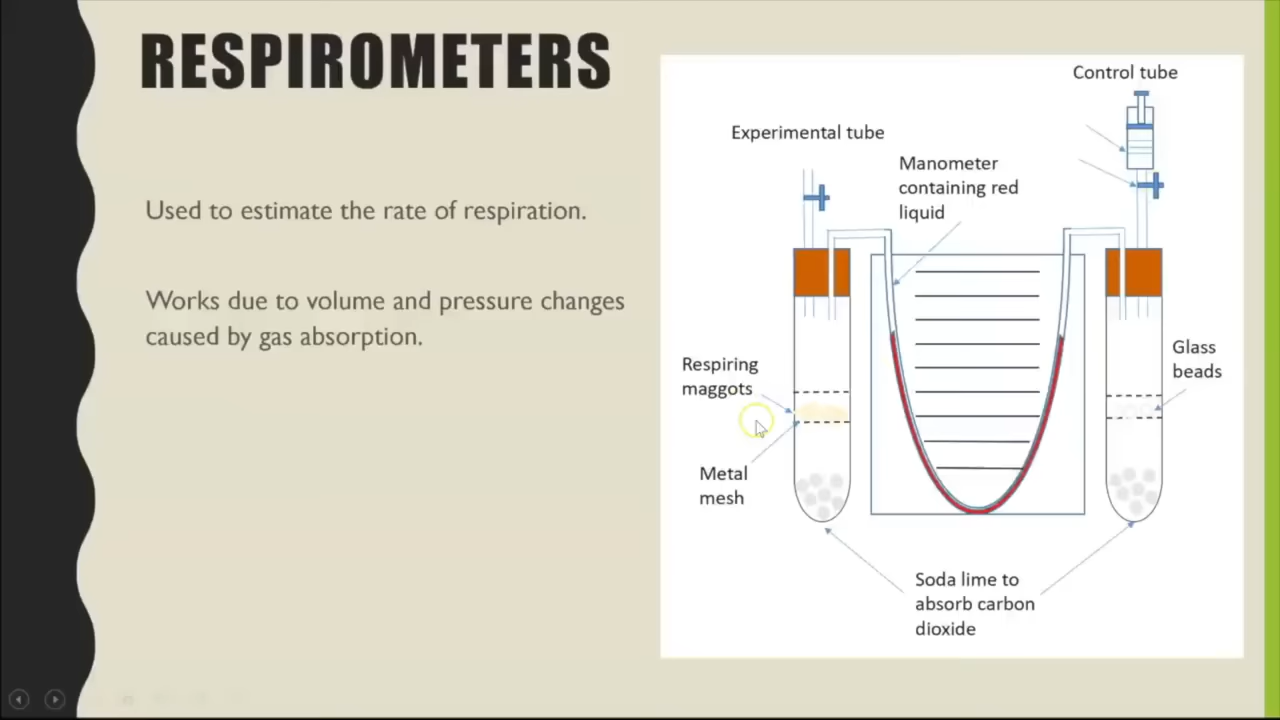 RESPIROMETERS
Used to estimate the rate of respiration.
Works due to volume and pressure changes
caused by gas absorption.
Control tube
Experimental tube
Manometer
containing red
liquid
Respiring
maggots
Glass
beads
Metal
mesh
Soda lime to
absorb carbon
dioxide